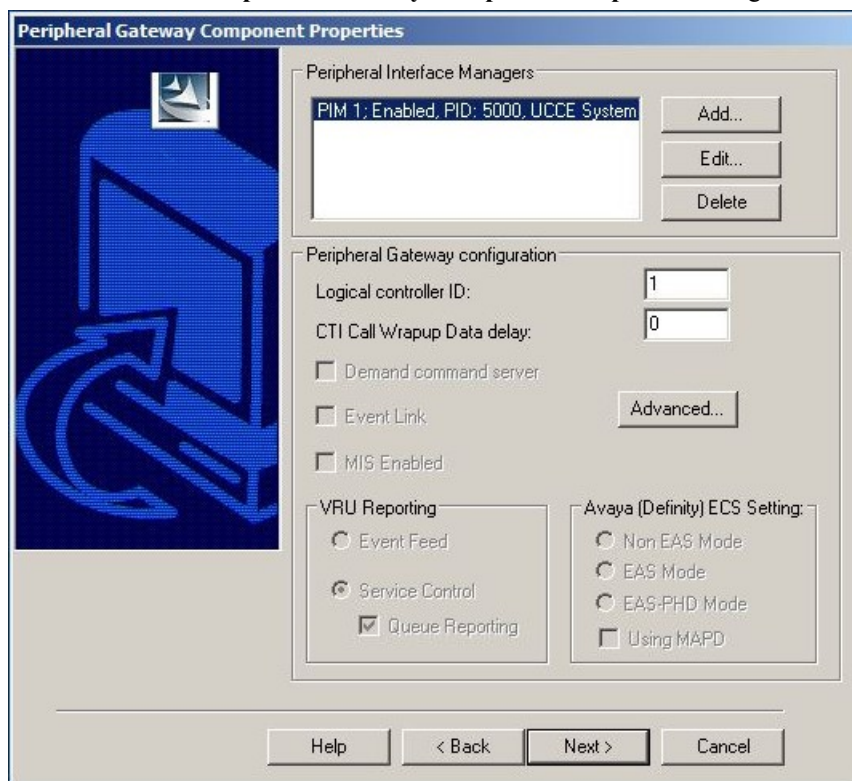 Peripheral Gateway Component Properties
Peripheral Interface Managers
PIM 1; Enabled, PID: 5000, UCCE System
Add...
Edit...
Delete
Peripheral Gateway configuration
Logical controller ID:
1
CTI Call Wrapup Data delay:
0
Demand command server
Event Link
Advanced...
MIS Enabled
VRU Reporting
Event Feed
Service Control
Queue Reporting
Avaya (Definity) ECS Setting:
Non EAS Mode
EAS Mode
EAS-PHD Mode
Using MAPD
Help
< Back
Next >
Cancel